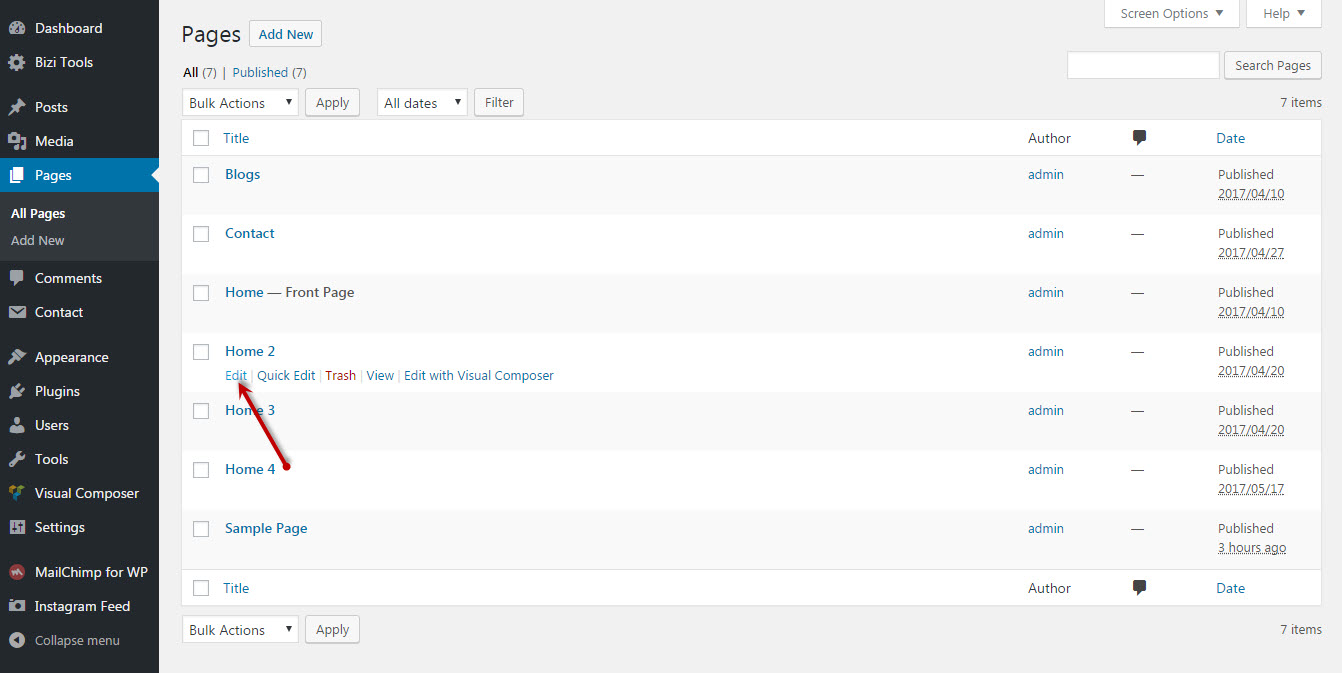 Dashboard
Bizi Tools
Posts
Media
Pages
All Pages
Add New
Comments
Contact
Appearance
Plugins
Users
Tools
Visual Composer
Settings
MailChimp for WP
Instagram Feed
Collapse menu
Screen Options
Help
Pages Add New
All (7) | Published (7)
Search Pages
Bulk Actions Apply All dates Filter
7 items
Title Author Date
Blogs admin — Published
2017/04/10
Contact admin — Published
2017/04/27
Home — Front Page admin — Published
2017/04/10
Home 2 admin — Published
Edit | Quick Edit | Trash | View | Edit with Visual Composer 2017/04/20
Home 3 admin — Published
2017/04/20
Home 4 admin — Published
2017/05/17
Sample Page admin — Published
3 hours ago
Title Author Date
Bulk Actions Apply
7 items